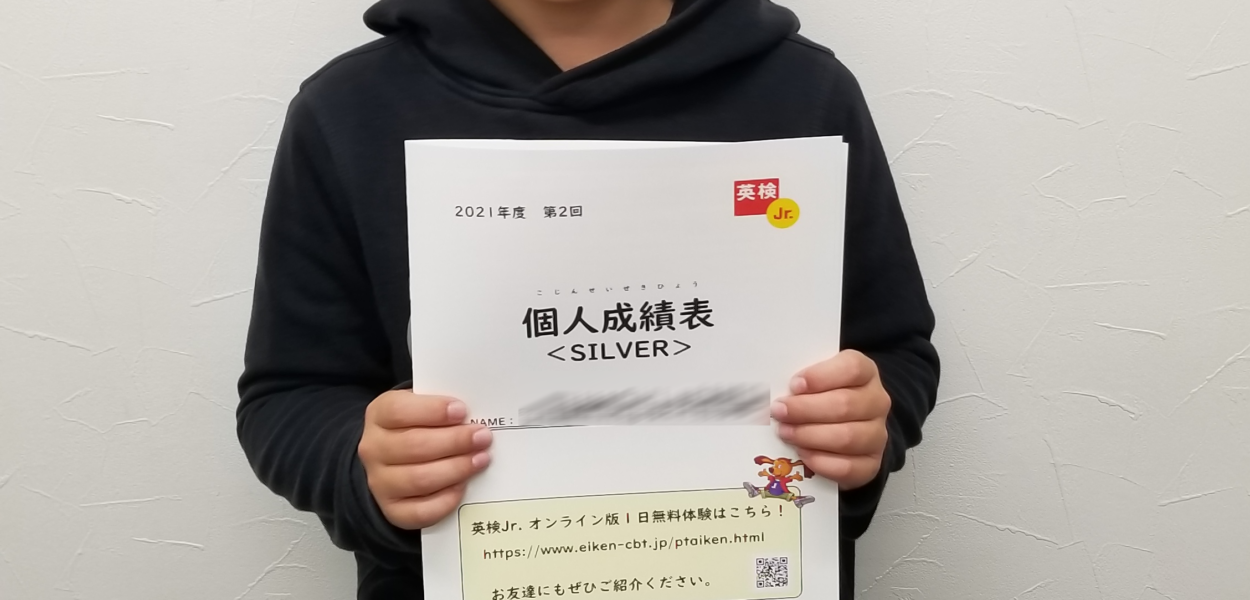 2021年度 第2回
英検
Jr.
こじんせいせきひょう
個人成績表
<SILVER>
NAME:
英検Jr. オンライン版1日無料体験はこちら!
https://www.eiken-cbt.jp/ptaiken.html
お友達にもぜひご紹介ください。